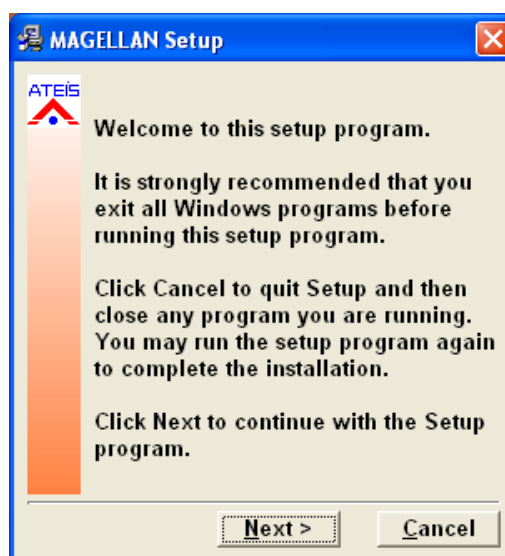 MAGELLAN Setup
ATEÏS
Welcome to this setup program.
It is strongly recommended that you
exit all Windows programs before
running this setup program.
Click Cancel to quit Setup and then
close any program you are running.
You may run the setup program again
to complete the installation.
Click Next to continue with the Setup
program.
Next >
Cancel